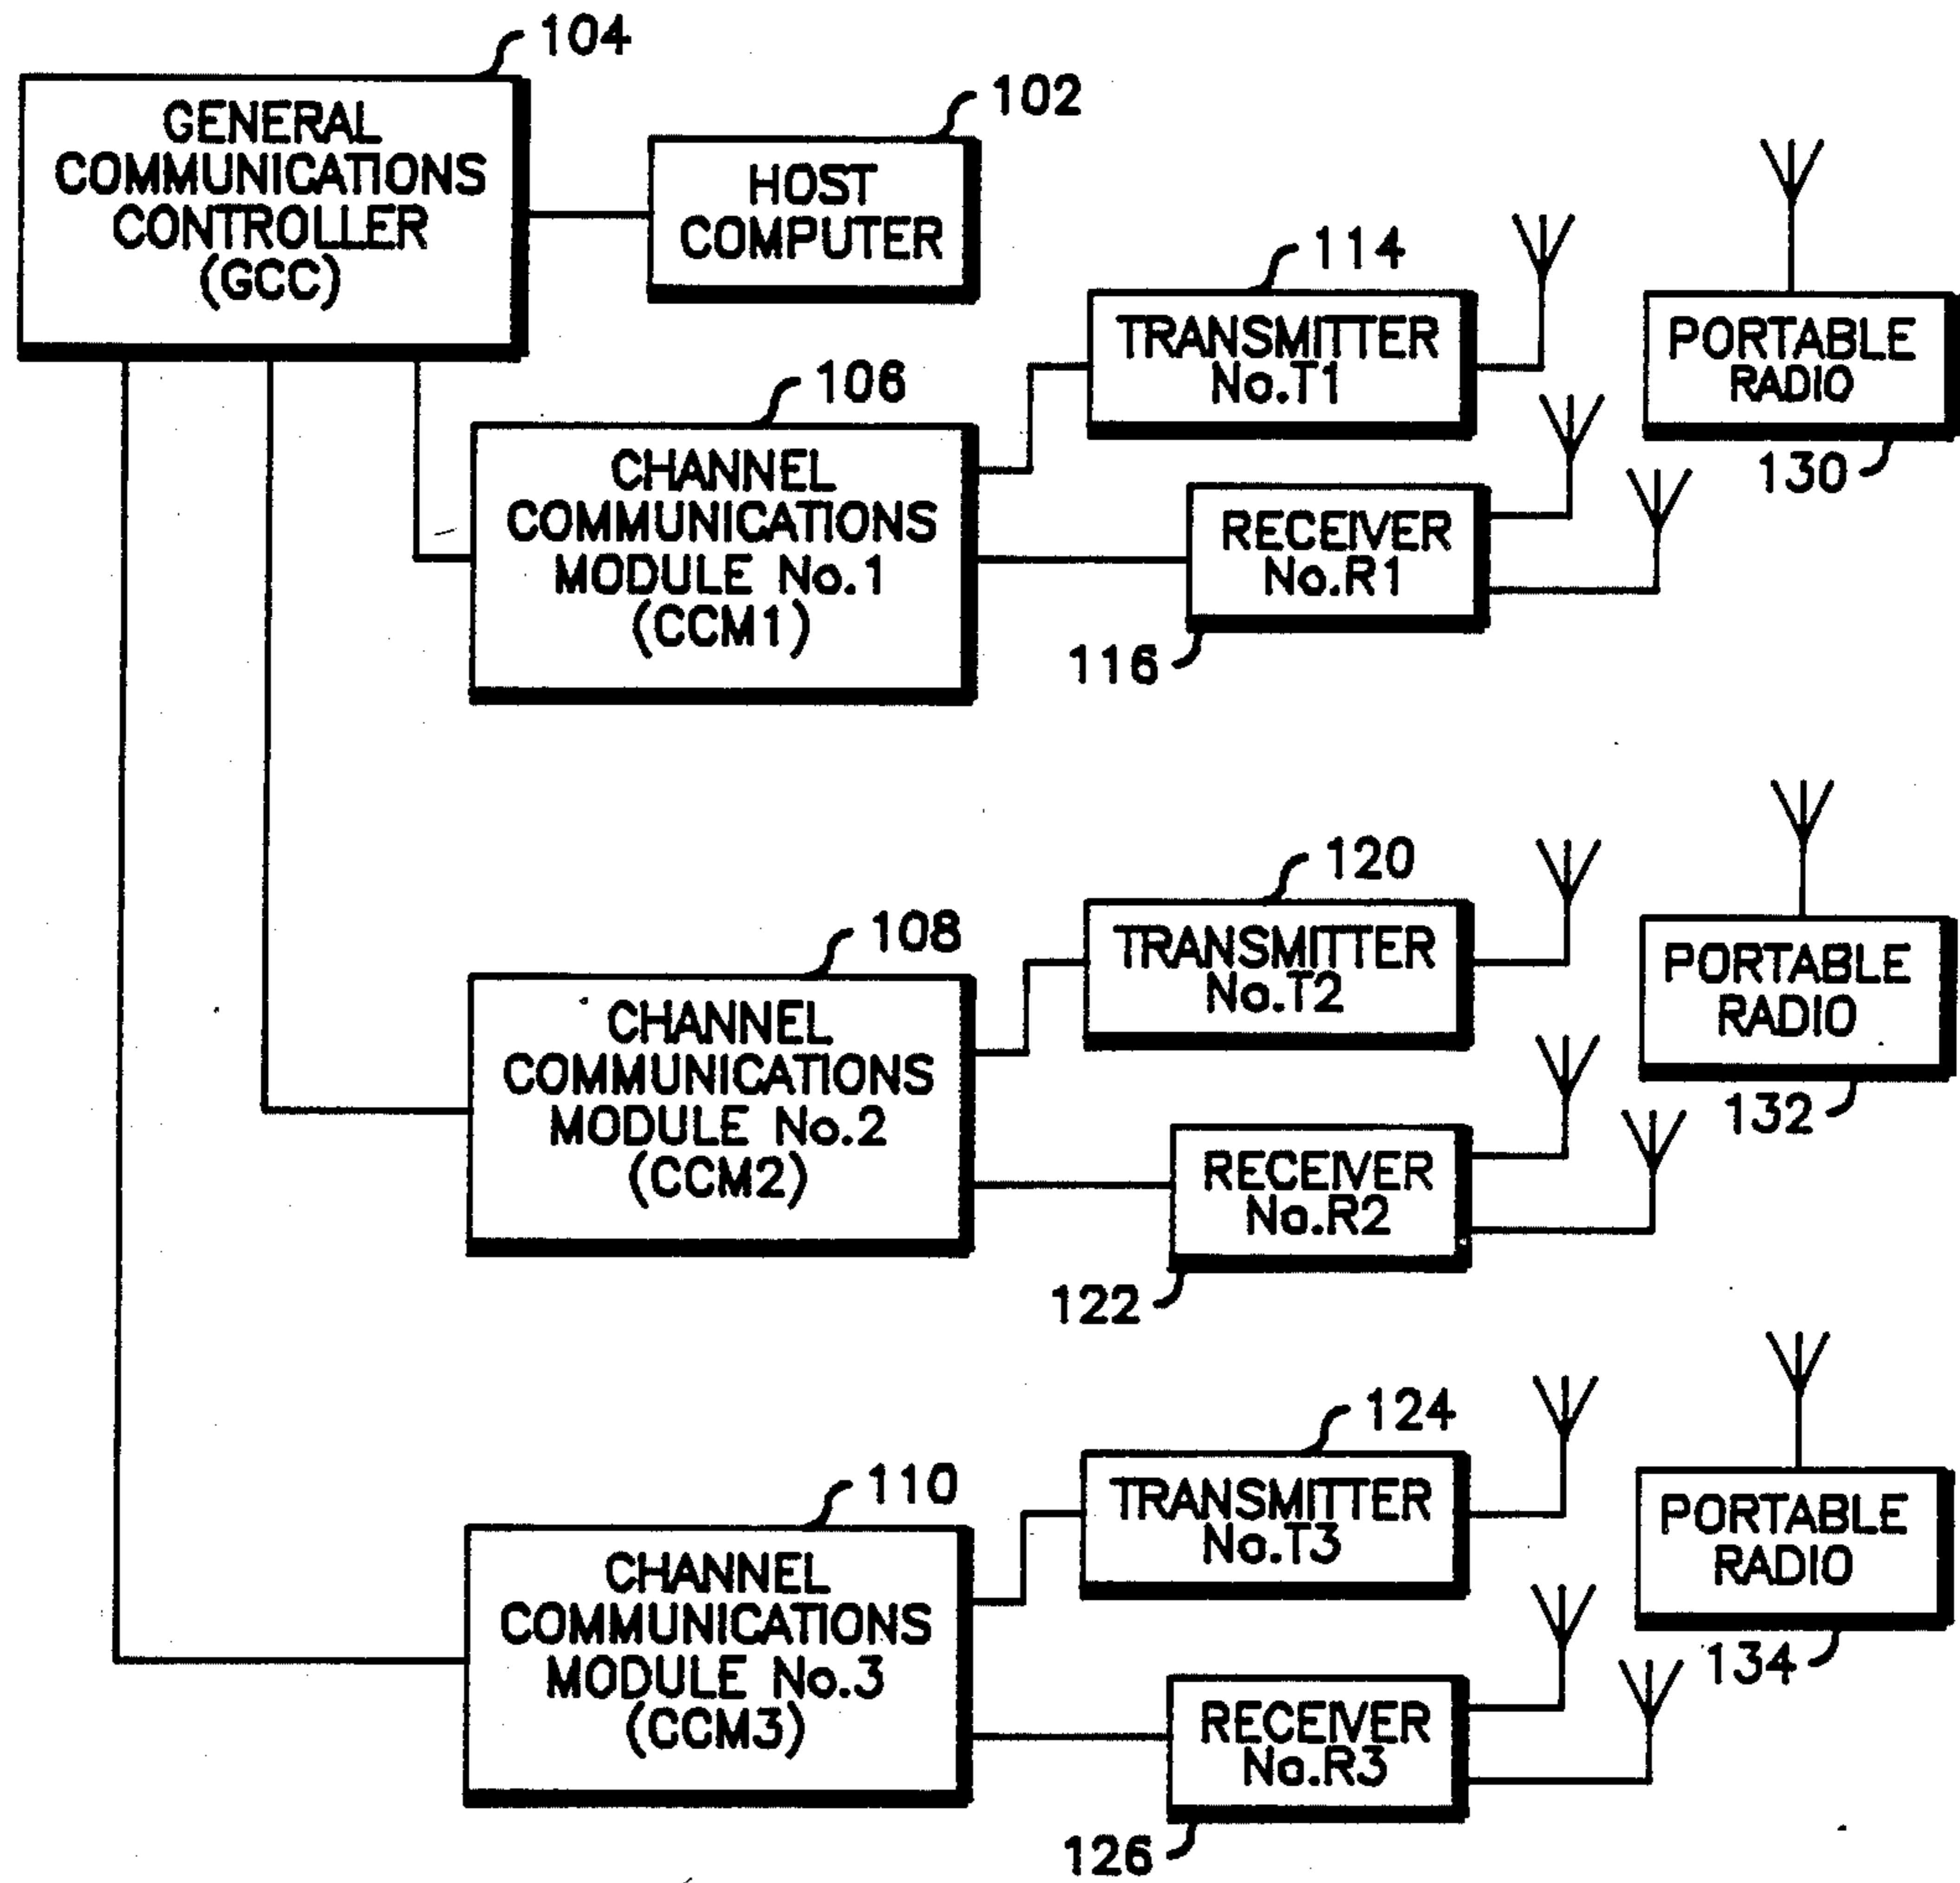 104
GENERAL
COMMUNICATIONS
CONTROLLER
(GCC)
102
HOST
COMPUTER
114
TRANSMITTER
No.T1
PORTABLE
RADIO
130
106
CHANNEL
COMMUNICATIONS
MODULE No.1
(CCM1)
RECEIVER
No.R1
116
120
TRANSMITTER
No.T2
PORTABLE
RADIO
132
108
CHANNEL
COMMUNICATIONS
MODULE No.2
(CCM2)
RECEIVER
No.R2
122
124
TRANSMITTER
No.T3
PORTABLE
RADIO
134
110
CHANNEL
COMMUNICATIONS
MODULE No.3
(CCM3)
RECEIVER
No.R3
126